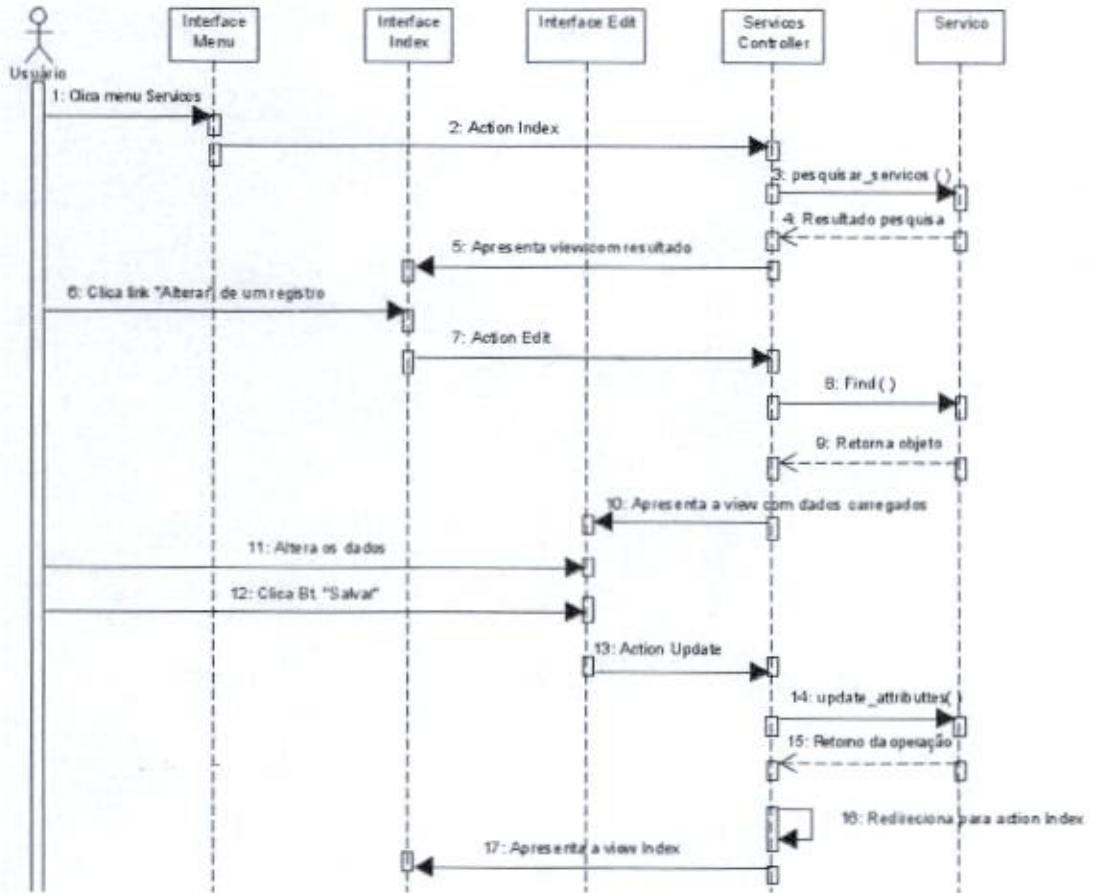 Interface
Menu
Interface
Index
Interface Edit
Servicos
Controller
Servico
Usuário
1: Clica menu Servicos
2: Action Index
3: pesquisar_servicos ( )
4: Resultado pesquisa
5: Apresenta view com resultado
6: Clica link "Alterar" de um registro
7: Action Edit
8: Find ( )
9: Retorna objeto
10: Apresenta a view com dados carregados
11: Altera os dados
12: Clica Bt. "Salvar"
13: Action Update
14: update_attributtes( )
15: Retorno da operação
16: Redireciona para action Index
17: Apresenta a view Index